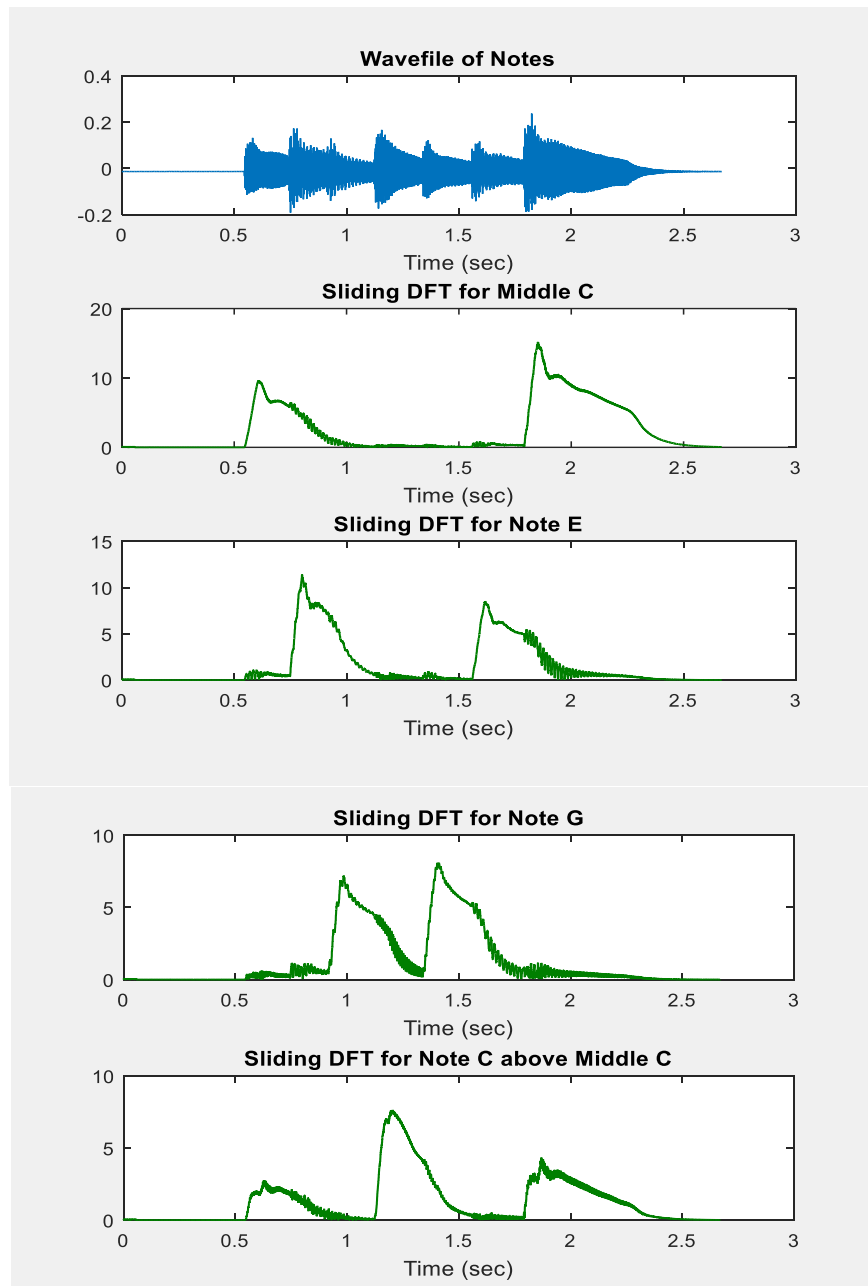 Wavefile of Notes
0.4
0.2
0
-0.2
0 0.5 1 1.5 2 2.5 3
Time (sec)
Sliding DFT for Middle C
20
10
0
0 0.5 1 1.5 2 2.5 3
Time (sec)
Sliding DFT for Note E
15
10
5
0
0 0.5 1 1.5 2 2.5 3
Time (sec)
Sliding DFT for Note G
10
5
0
0 0.5 1 1.5 2 2.5 3
Time (sec)
Sliding DFT for Note C above Middle C
10
5
0
0 0.5 1 1.5 2 2.5 3
Time (sec)